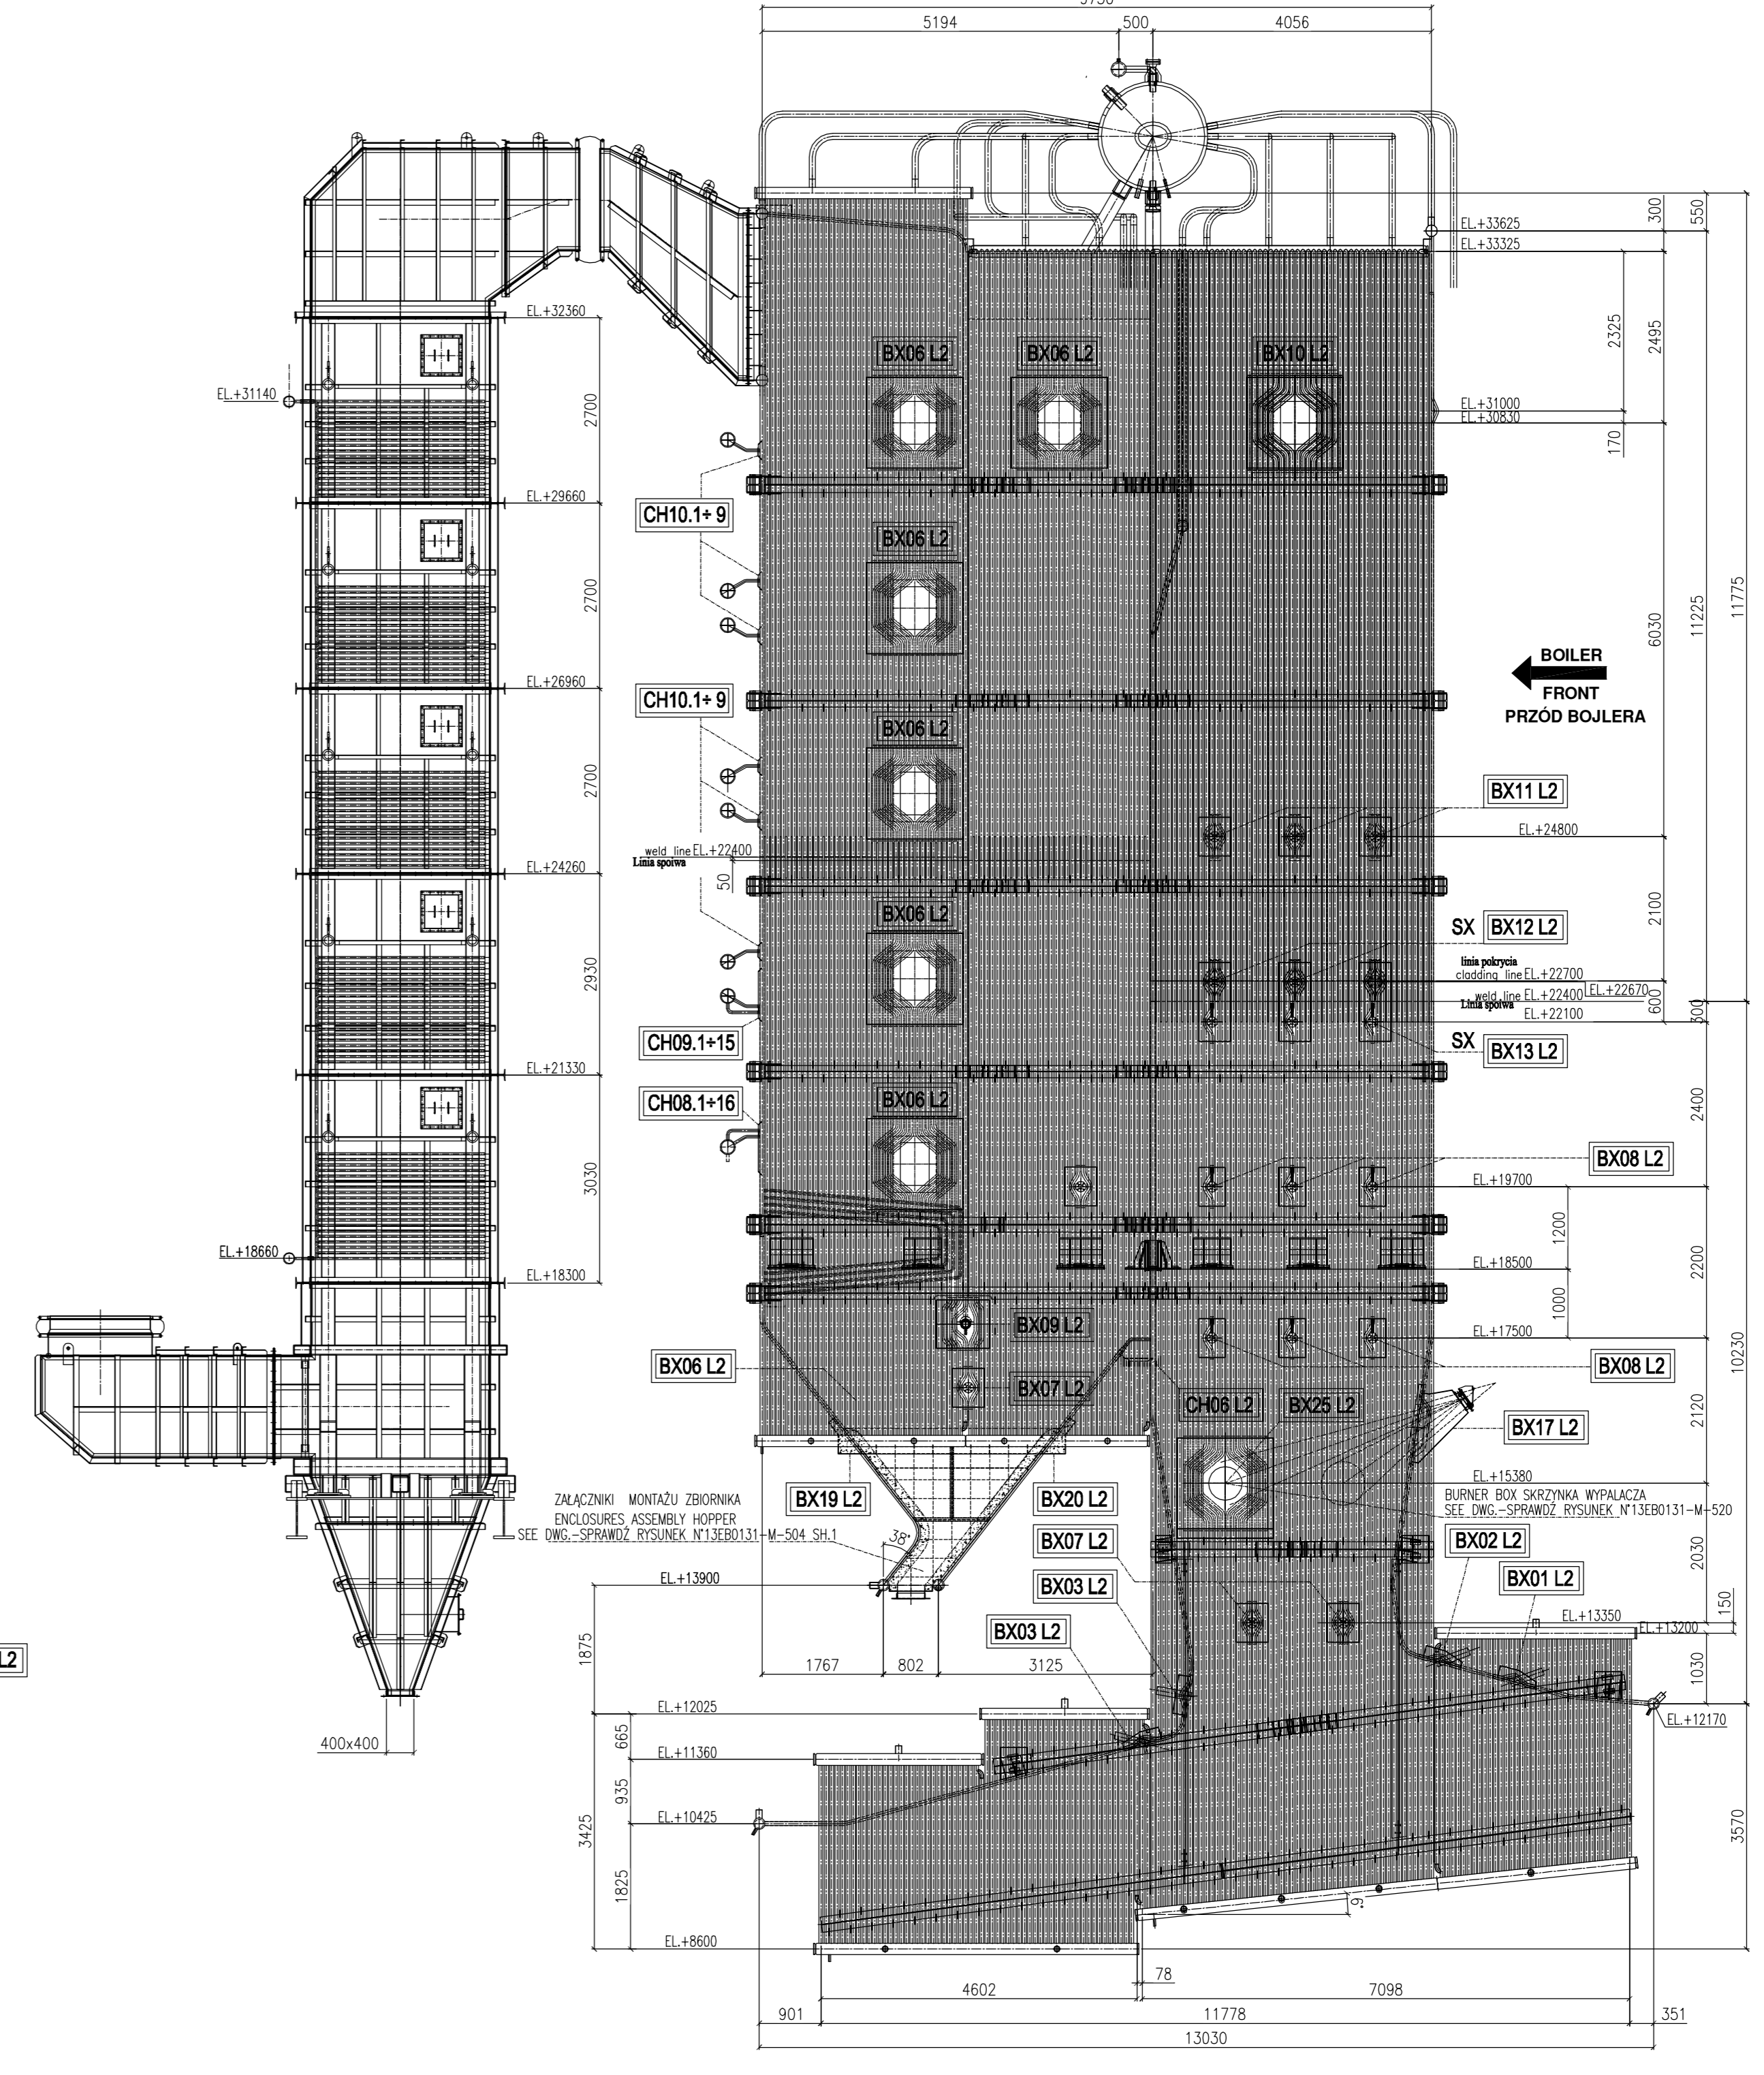 5194
500
4056
EL.+33625
EL.+33325
300
550
EL.+32360
2325
2495
BX06 L2
BX06 L2
BX10 L2
EL.+31140
2700
EL.+31000
EL.+30830
170
EL.+29660
CH10.1÷ 9
BX06 L2
2700
11225
11775
6030
BOILER
FRONT
PRZÓD BOJLERA
EL.+26960
CH10.1÷ 9
BX06 L2
2700
BX11 L2
EL.+24800
weld line EL.+22400
Linia spoiwa
50
EL.+24260
2100
BX06 L2
SX BX12 L2
linia pokrycia
cladding line EL.+22700
EL.+22670
weld line EL.+22400
Linia spoiwa
EL.+22100
600
300
2930
CH09.1÷15
SX BX13 L2
EL.+21330
CH08.1÷16
BX06 L2
2400
BX08 L2
EL.+19700
3030
1200
EL.+18660
EL.+18500
EL.+18300
2200
1000
BX09 L2
EL.+17500
10230
BX06 L2
BX07 L2
BX08 L2
CH06 L2
BX25 L2
2120
BX17 L2
BX19 L2
BX20 L2
EL.+15380
BURNER BOX SKRZYNKA WYPALACZA
SEE DWG.-SPRAWDŹ RYSUNEK N°13EB0131-M-520
ZAŁĄCZNIKI MONTAŻU ZBIORNIKA
ENCLOSURES ASSEMBLY HOPPER
SEE DWG.-SPRAWDŹ RYSUNEK N°13EB0131-M-504 SH.1
38°
BX07 L2
BX02 L2
2030
EL.+13900
BX03 L2
BX01 L2
150
EL.+13350
EL.+13200
BX03 L2
L2
1875
1767
802
3125
1030
EL.+12025
EL.+12170
400x400
665
EL.+11360
935
EL.+10425
3425
3570
1825
9°
EL.+8600
78
4602
7098
901
11778
351
13030